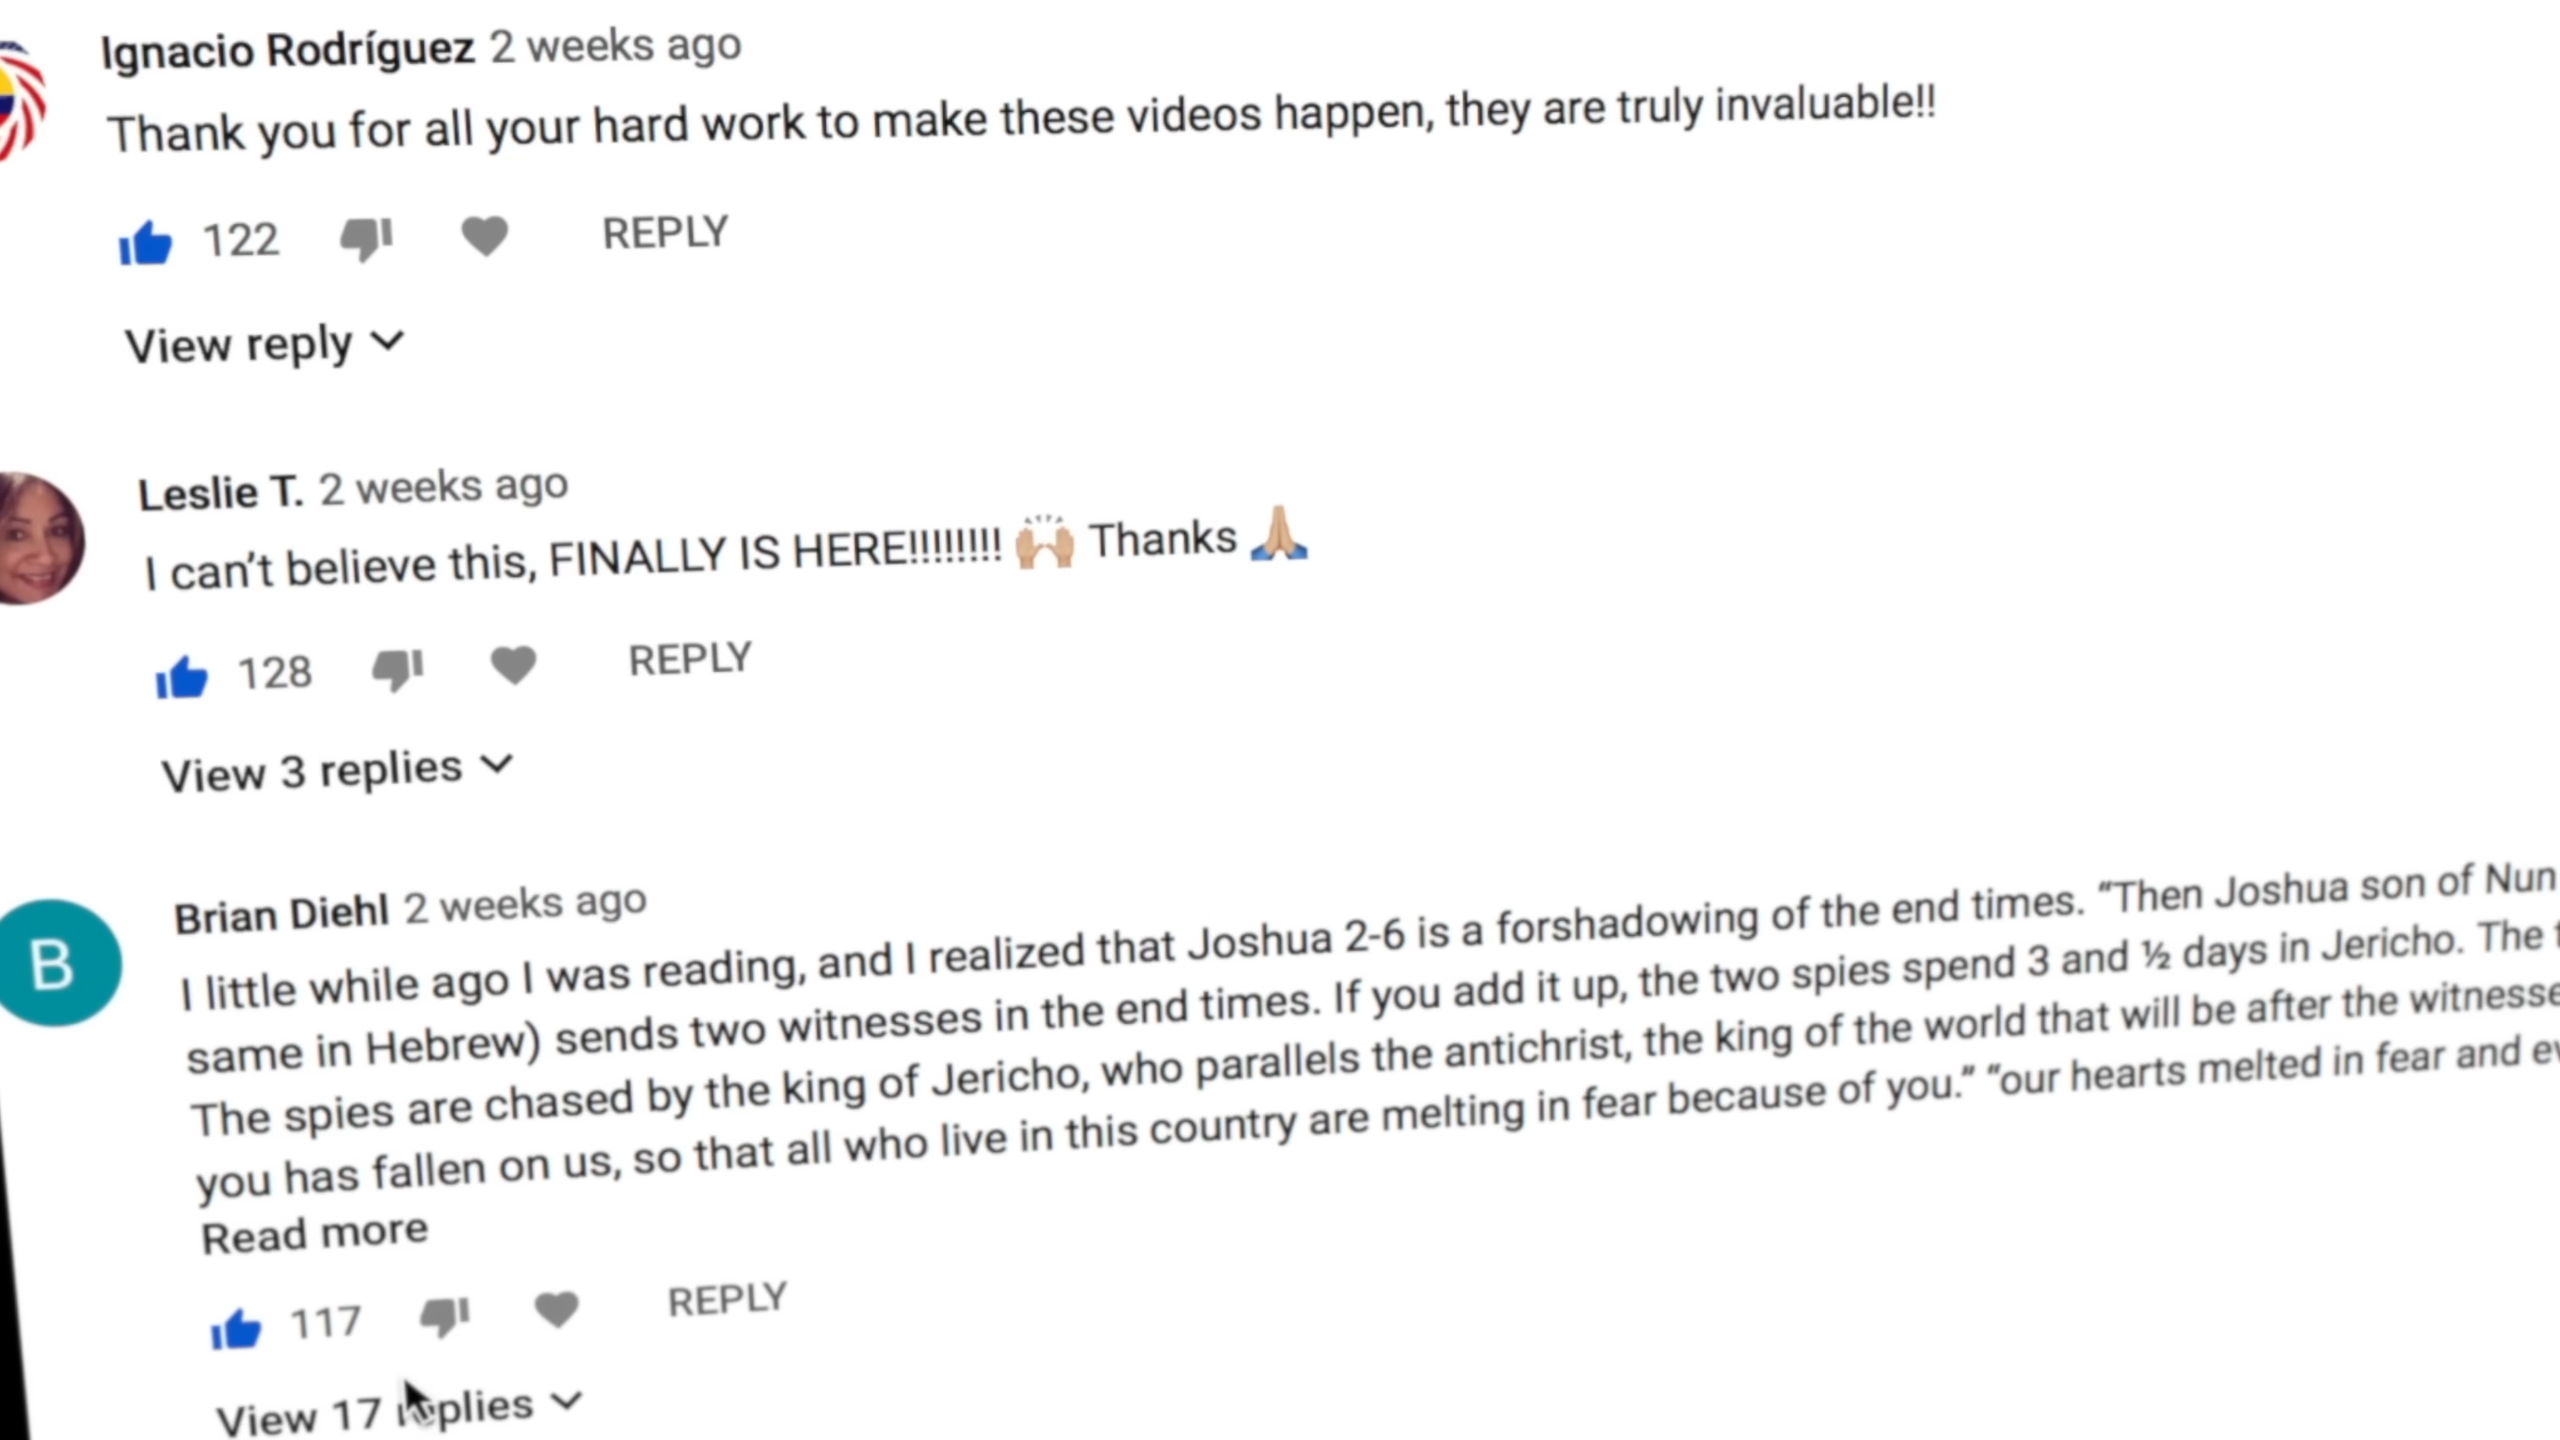 Ignacio Rodríguez 2 weeks ago
Thank you for all your hard work to make these videos happen, they are truly invaluable!!
122 REPLY
View reply
Leslie T. 2 weeks ago
I can't believe this, FINALLY IS HERE!!!!!!!! 🙌🏼 Thanks 🙏🏼
128 REPLY
View 3 replies
B
Brian Diehl 2 weeks ago
I little while ago I was reading, and I realized that Joshua 2-6 is a forshadowing of the end times. “Then Joshua son of Nun
same in Hebrew) sends two witnesses in the end times. If you add it up, the two spies spend 3 and ½ days in Jericho. The
The spies are chased by the king of Jericho, who parallels the antichrist, the king of the world that will be after the
you has fallen on us, so that all who live in this country are melting in fear because of you.” “our hearts melted in fear and
Read more
117 REPLY
View 17 replies